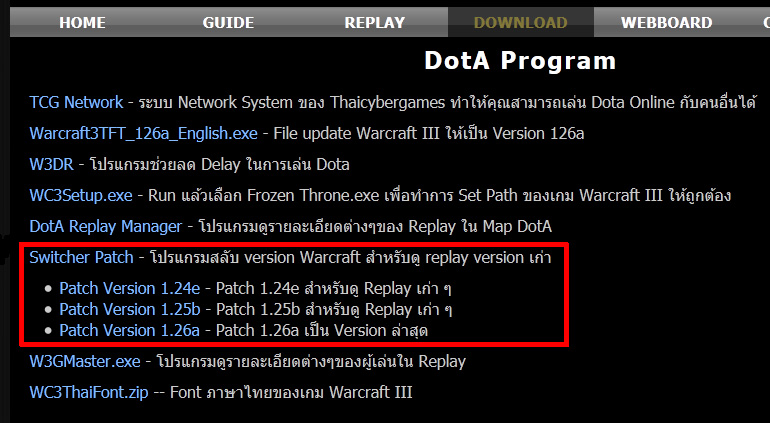 HOME GUIDE REPLAY DOWNLOAD WEBBOARD
DotA Program
TCG Network - ระบบ Network System ของ Thaicybergames ทำให้คุณสามารถเล่น Dota Online กับคนอื่นได้
Warcraft3TFT_126a_English.exe - File update Warcraft III ให้เป็น Version 126a
W3DR - โปรแกรมช่วยลด Delay ในการเล่น Dota
WC3Setup.exe - Run แล้วเลือก Frozen Throne.exe เพื่อทำการ Set Path ของเกม Warcraft III ให้ถูกต้อง
DotA Replay Manager - โปรแกรมดูรายละเอียดต่างๆของ Replay ใน Map DotA
Switcher Patch - โปรแกรมสลับ version Warcraft สำหรับดู replay version เก่า
• Patch Version 1.24e - Patch 1.24e สำหรับดู Replay เก่า ๆ
• Patch Version 1.25b - Patch 1.25b สำหรับดู Replay เก่า ๆ
• Patch Version 1.26a - Patch 1.26a เป็น Version ล่าสุด
W3GMaster.exe - โปรแกรมดูรายละเอียดต่างๆของผู้เล่นใน Replay
WC3ThaiFont.zip -- Font ภาษาไทยของเกม Warcraft III